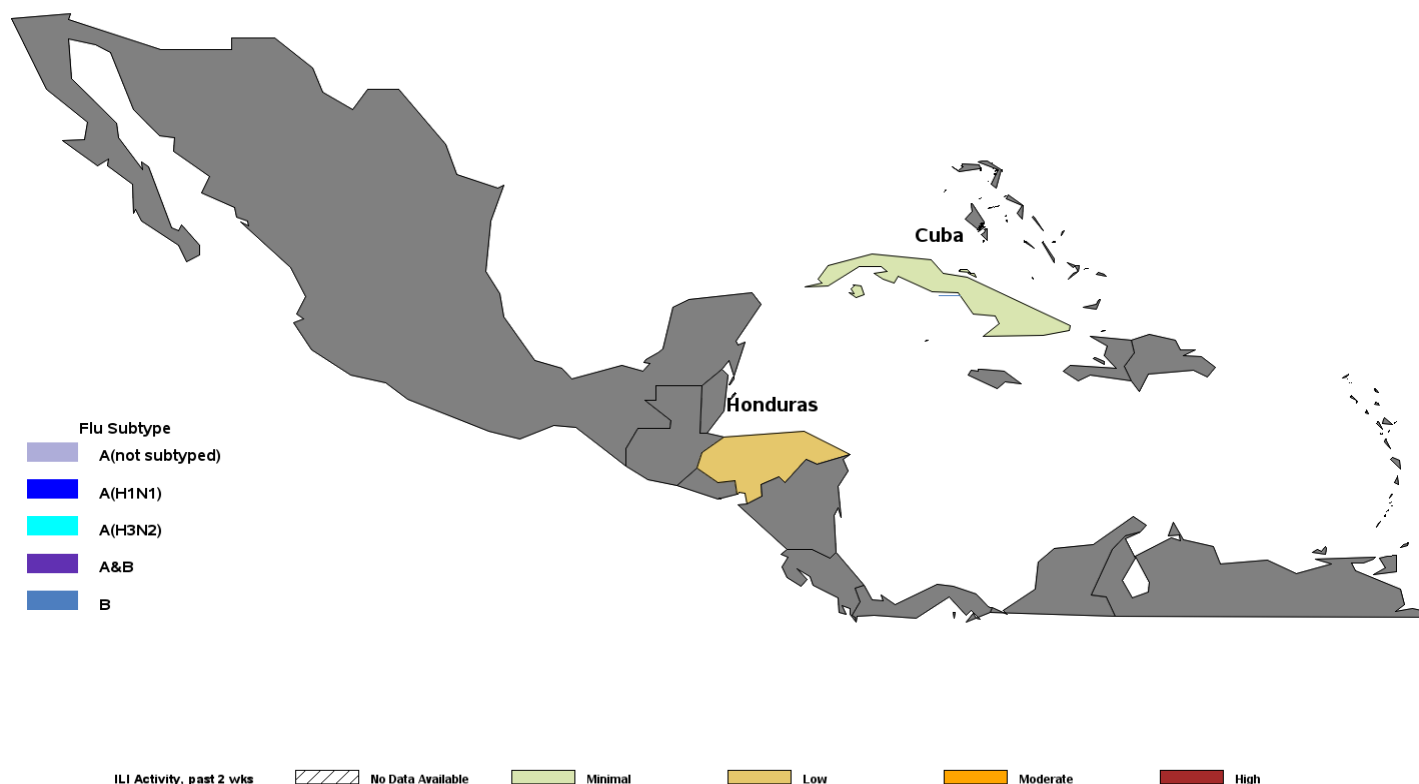 Cuba
Honduras
Flu Subtype
A(not subtyped)
A(H1N1)
A(H3N2)
A&B
B
ILI Activity, past 2 wks No Data Available Minimal Low Moderate High